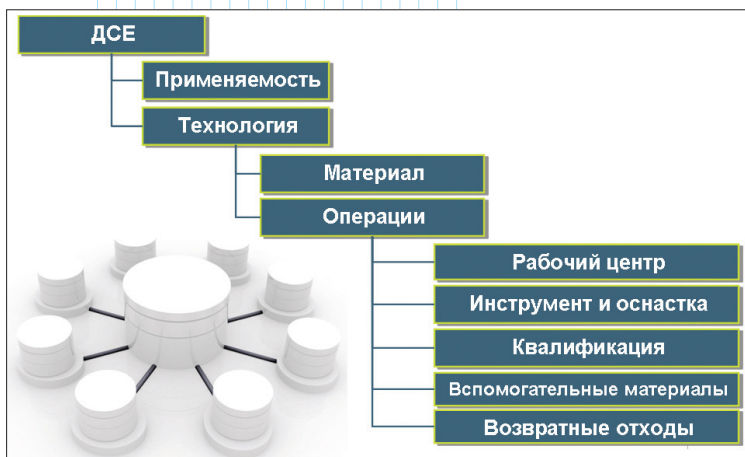 ДСЕ
Применяемость
Технология
Материал
Операции
Рабочий центр
Инструмент и оснастка
Квалификация
Вспомогательные материалы
Возвратные отходы